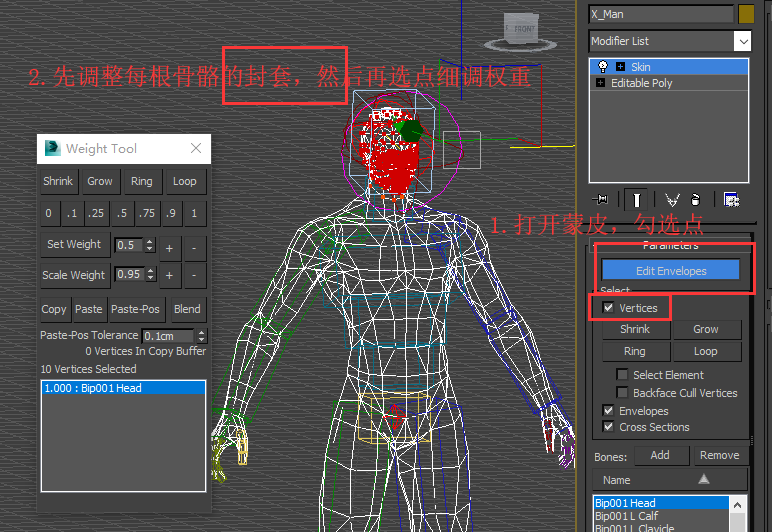 X_Man
Modifier List
Skin
Editable Poly
FRONT
2.先调整每根骨骼的封套，然后再选点细调权重
Weight Tool
Shrink Grow Ring Loop
0 .1 .25 .5 .75 .9 1
Set Weight 0.5 + -
Scale Weight 0.95 + -
Copy Paste Paste-Pos Blend
Paste-Pos Tolerance 0.1cm
0 Vertices In Copy Buffer
10 Vertices Selected
1.000 : Bip001 Head
1.打开蒙皮，勾选点
Parameters
Edit Envelopes
Select
Vertices
Shrink Grow
Ring Loop
Select Element
Backface Cull Vertices
Envelopes
Cross Sections
Bones: Add Remove
Name
Bip001 Head
Bip001 L Calf
Bip001 L Clavicle